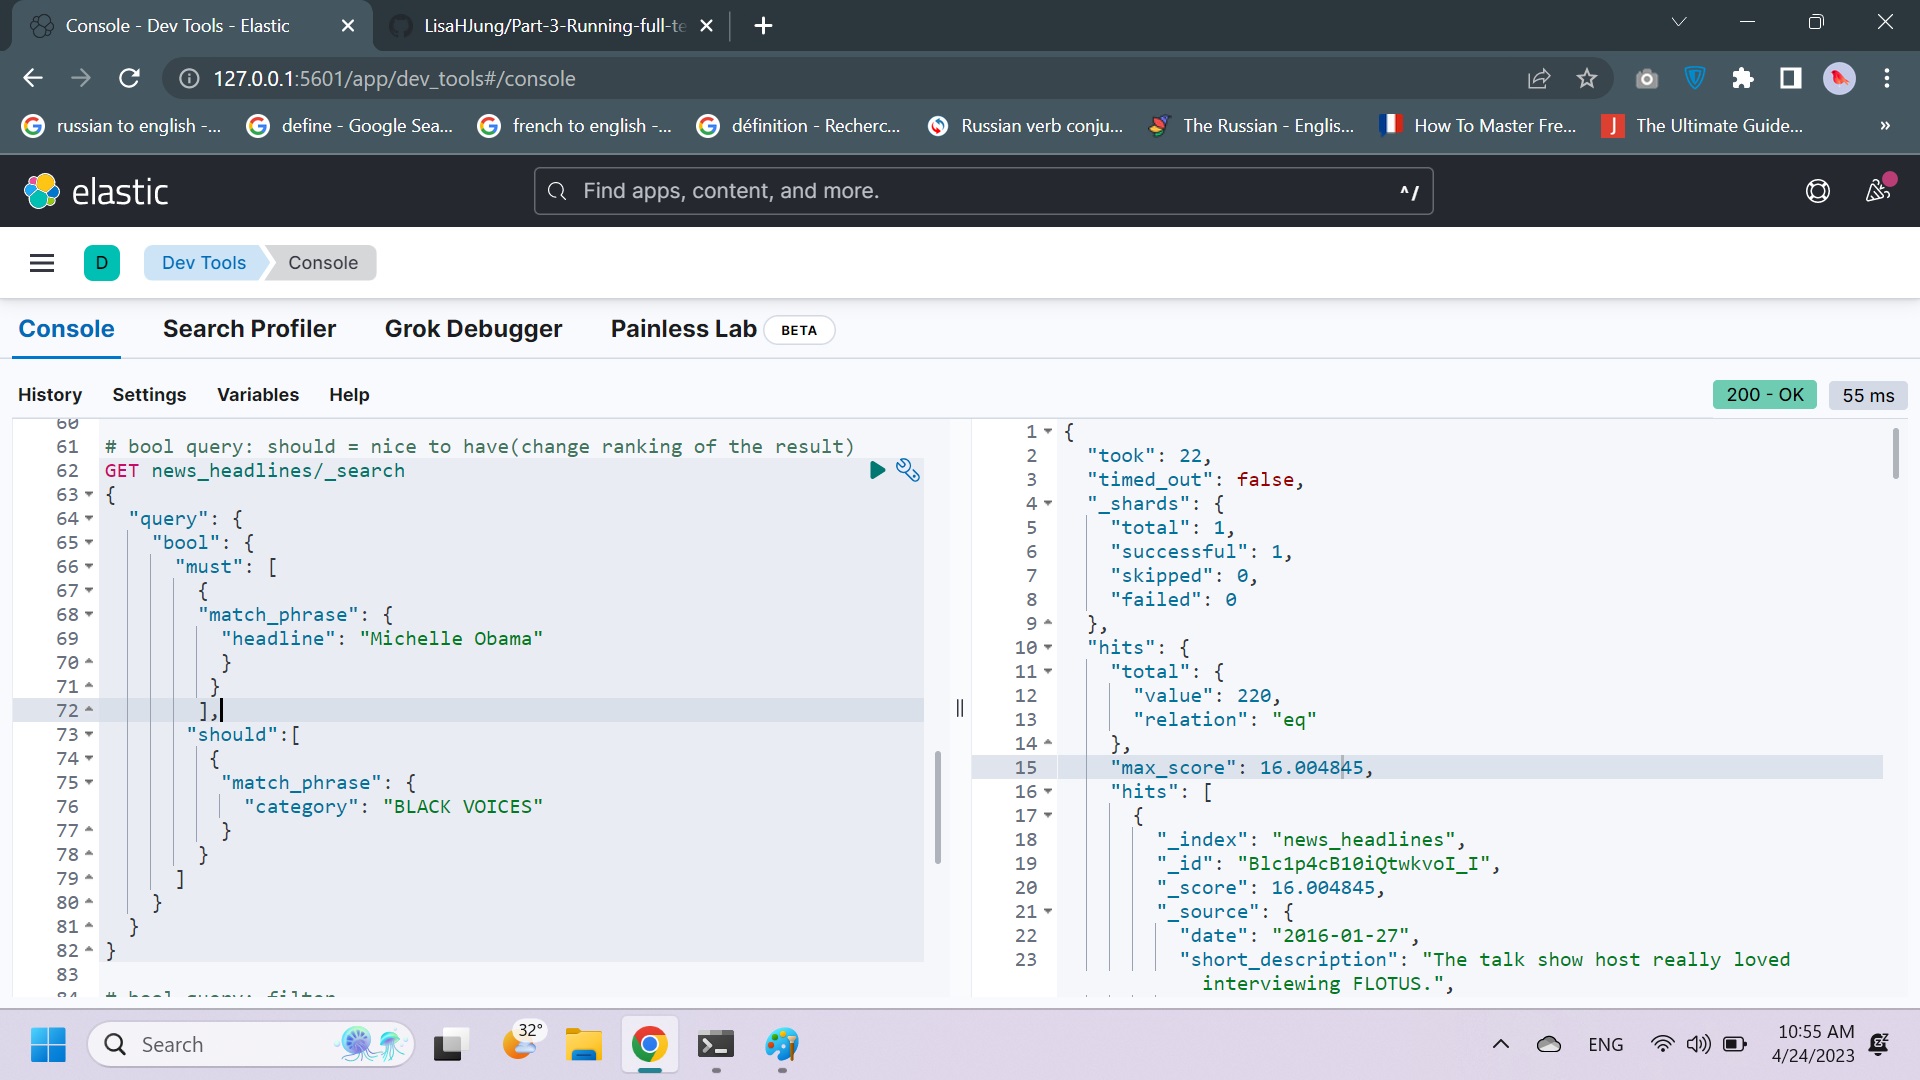 Console - Dev Tools - Elastic
LisaHJung/Part-3-Running-full-te
127.0.0.1:5601/app/dev_tools#/console
russian to english -...
define - Google Sea...
french to english -...
définition - Recherc...
Russian verb conju...
The Russian - Englis...
How To Master Fre...
The Ultimate Guide...
»
elastic
Find apps, content, and more.
^/
D
Dev Tools
Console
Console
Search Profiler
Grok Debugger
Painless Lab
BETA
History
Settings
Variables
Help
200 - OK
55 ms
60
61 # bool query: should = nice to have(change ranking of the result)
62 GET news_headlines/_search
63 {
64 "query": {
65 "bool": {
66 "must": [
67 {
68 "match_phrase": {
69 "headline": "Michelle Obama"
70 }
71 }
72 ],
73 "should":[
74 {
75 "match_phrase": {
76 "category": "BLACK VOICES"
77 }
78 }
79 ]
80 }
81 }
82 }
83
84 # bool query: filter
1 {
2 "took": 22,
3 "timed_out": false,
4 "_shards": {
5 "total": 1,
6 "successful": 1,
7 "skipped": 0,
8 "failed": 0
9 },
10 "hits": {
11 "total": {
12 "value": 220,
13 "relation": "eq"
14 },
15 "max_score": 16.004845,
16 "hits": [
17 {
18 "_index": "news_headlines",
19 "_id": "Blc1p4cB10iQtwkvoI_I",
20 "_score": 16.004845,
21 "_source": {
22 "date": "2016-01-27",
23 "short_description": "The talk show host really loved
interviewing FLOTUS.",
Search
32°
ENG
10:55 AM
4/24/2023